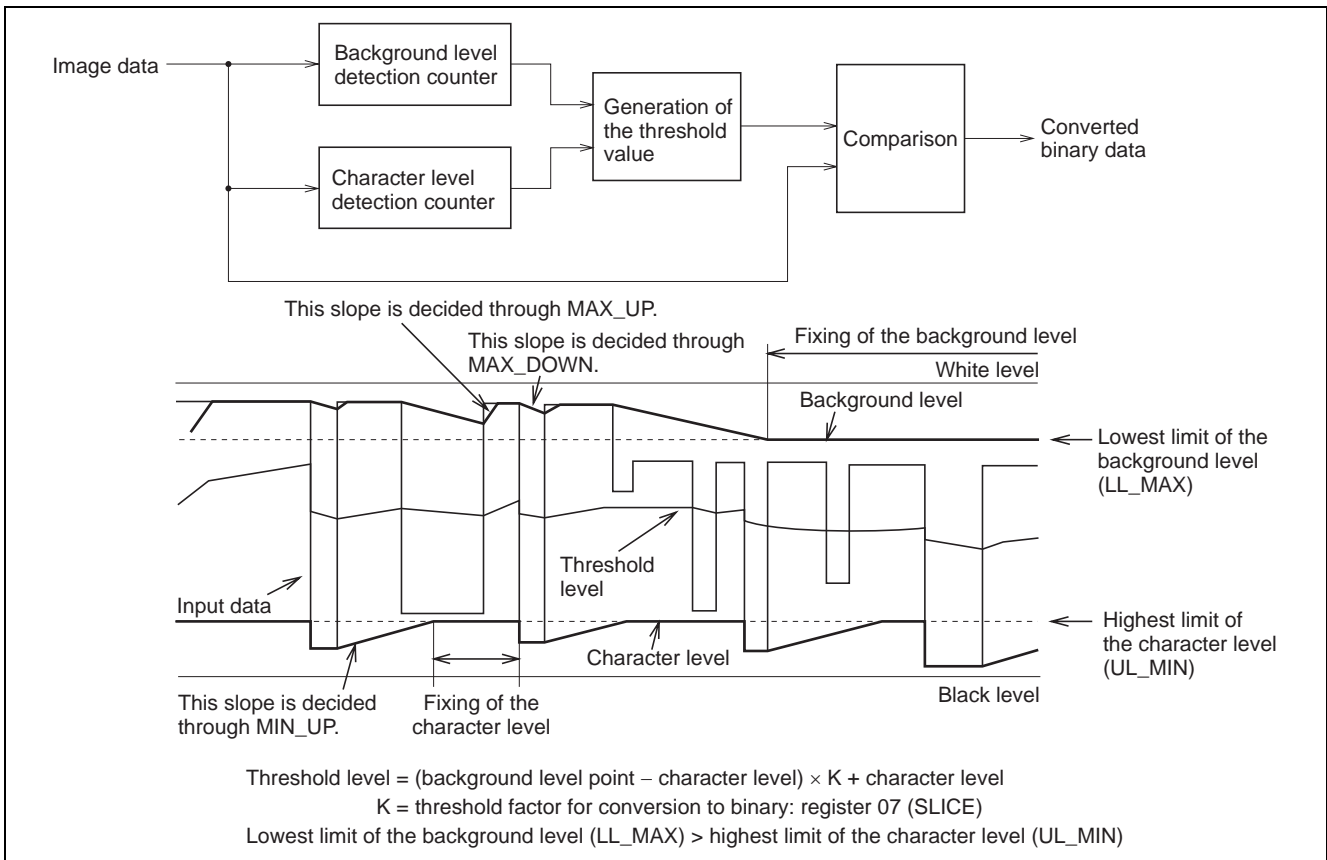 Image data
Background level
detection counter
Character level
detection counter
Generation of
the threshold
value
Comparison
Converted
binary data
This slope is decided through MAX_UP.
This slope is decided through
MAX_DOWN.
Fixing of the background level
White level
Background level
Lowest limit of the
background level
(LL_MAX)
Threshold
level
Input data
Character level
Highest limit of
the character level
(UL_MIN)
Black level
This slope is decided
through MIN_UP.
Fixing of the
character level
Threshold level = (background level point – character level) × K + character level
K = threshold factor for conversion to binary: register 07 (SLICE)
Lowest limit of the background level (LL_MAX) > highest limit of the character level (UL_MIN)